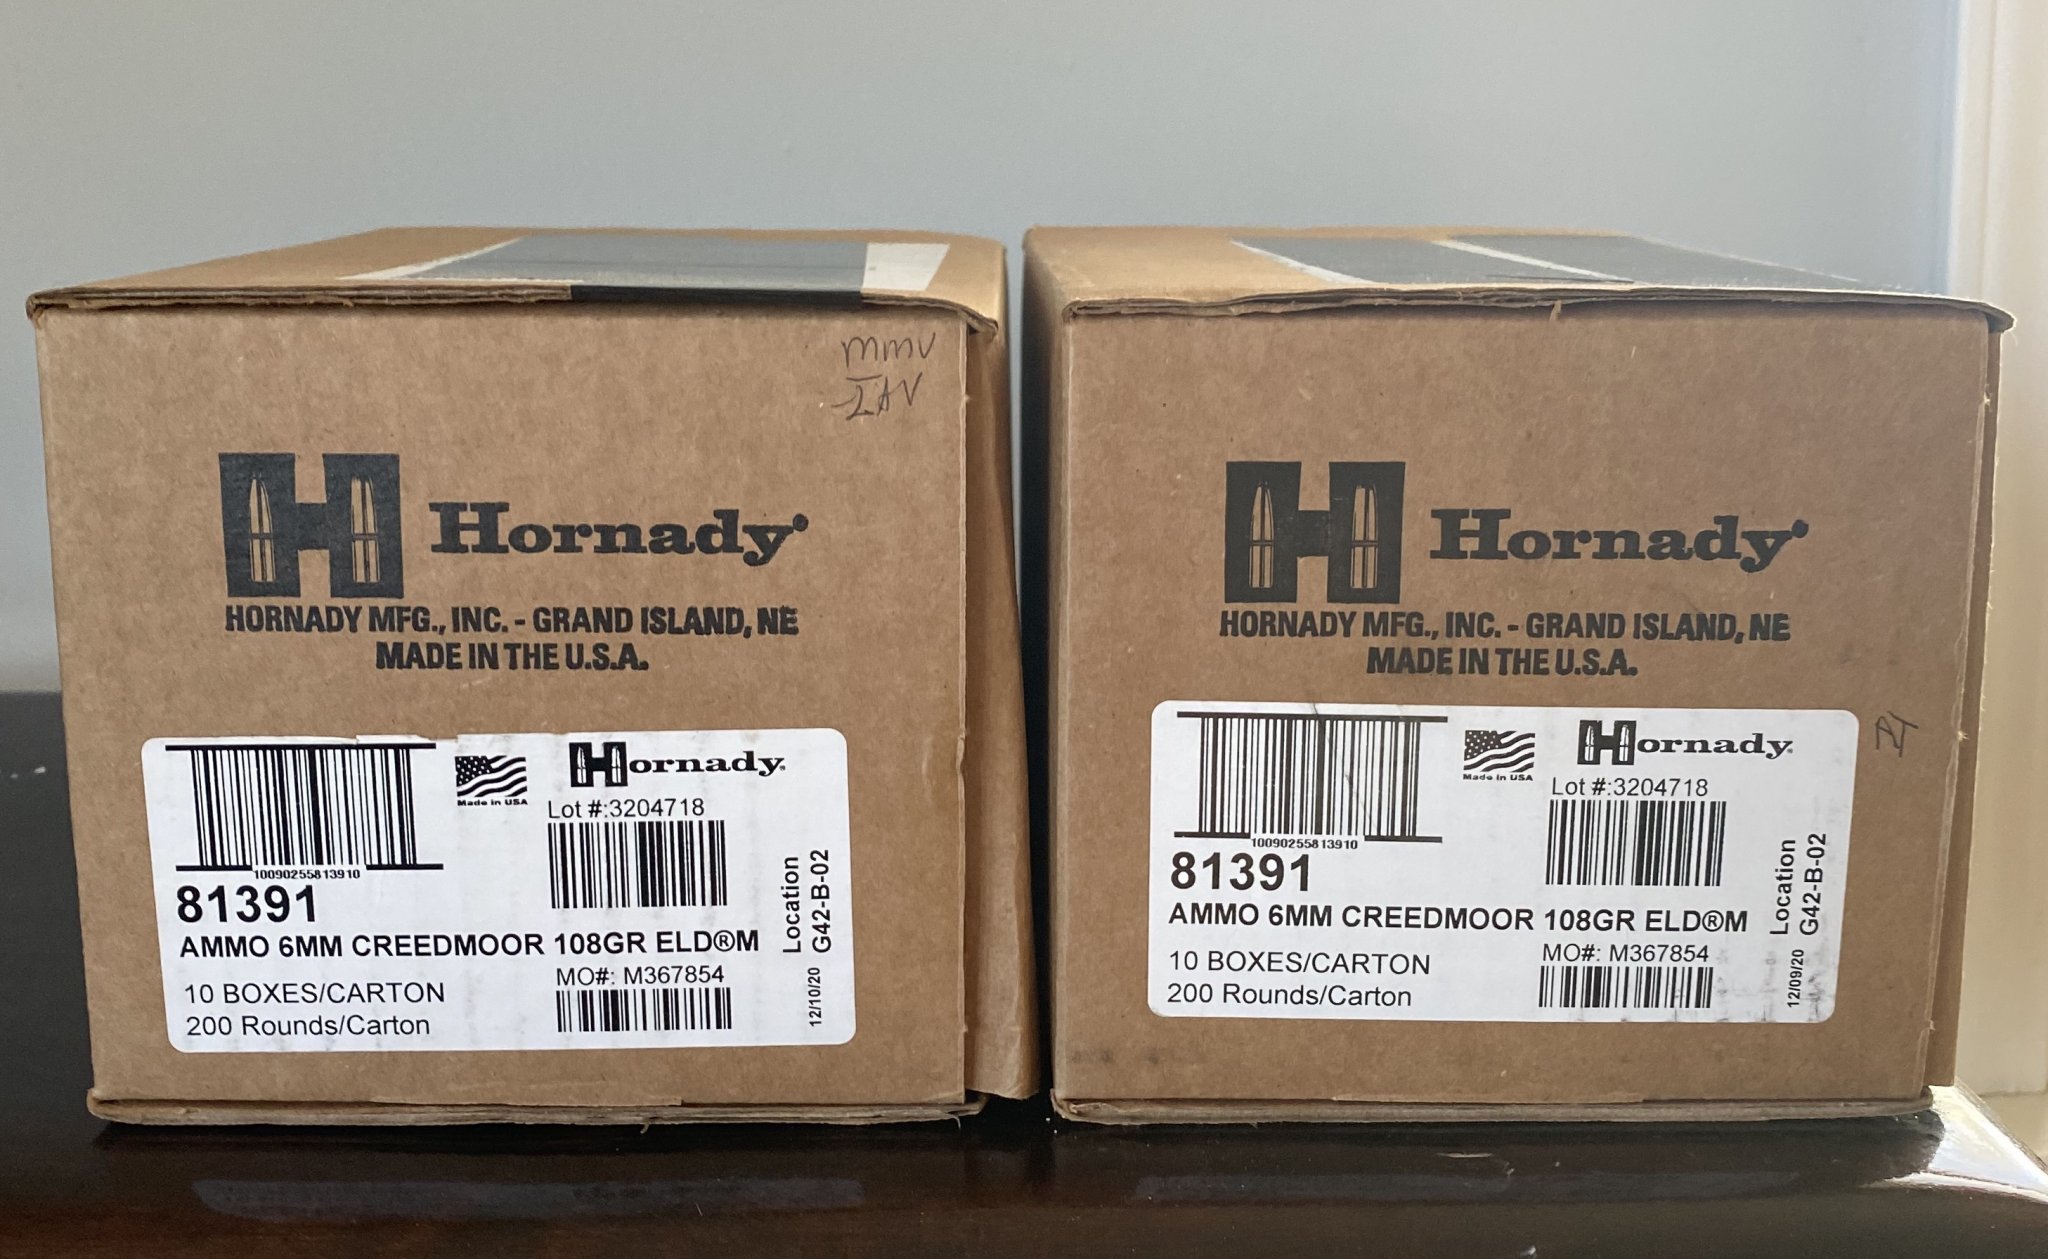 mmv
Hornady®
HORNADY MFG., INC. - GRAND ISLAND, NE
MADE IN THE U.S.A.
10090255813910
Made in USA
Hornady.
Lot #:3204718
81391
AMMO 6MM CREEDMOOR 108GR ELD®M
10 BOXES/CARTON
200 Rounds/Carton
MO#: M367854
Location
G42-B-02
12/10/20
Hornady®
HORNADY MFG., INC. - GRAND ISLAND, NE
MADE IN THE U.S.A.
10090255813910
Made in USA
Hornady.
Lot #:3204718
81391
AMMO 6MM CREEDMOOR 108GR ELD®M
10 BOXES/CARTON
200 Rounds/Carton
MO#: M367854
Location
G42-B-02
12/09/20